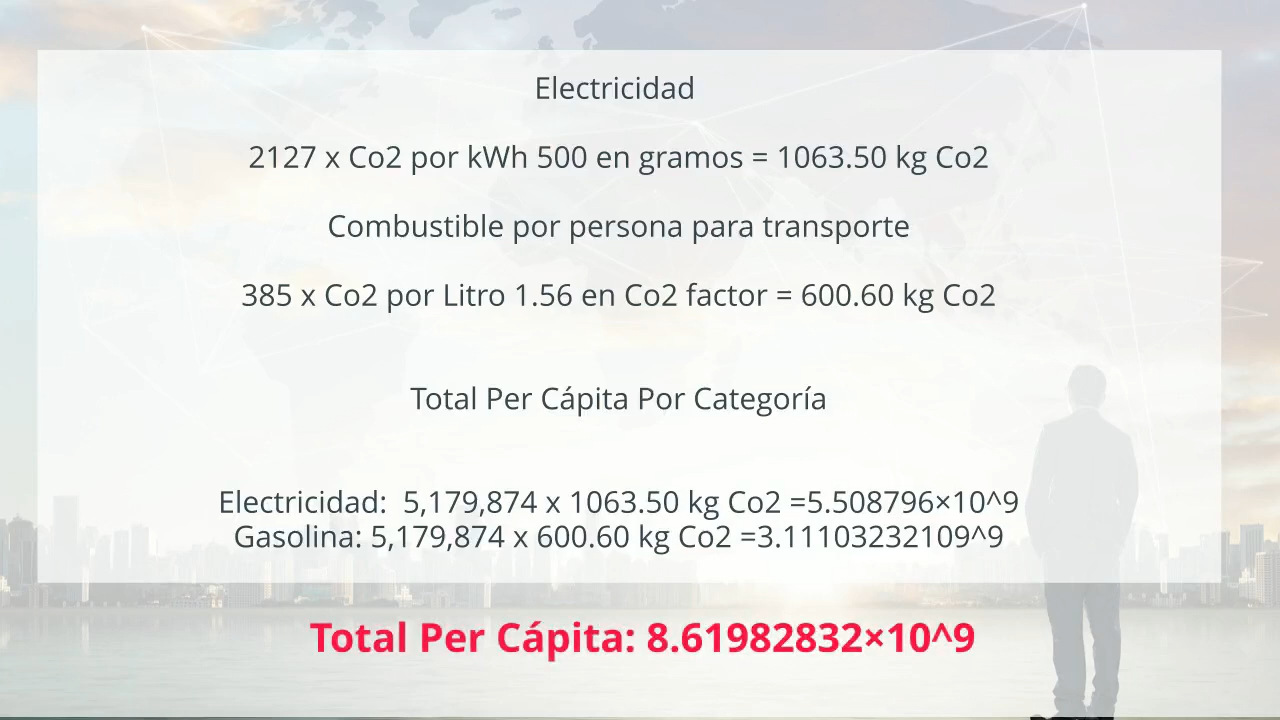 Electricidad
2127 x Co2 por kWh 500 en gramos = 1063.50 kg Co2
Combustible por persona para transporte
385 x Co2 por Litro 1.56 en Co2 factor = 600.60 kg Co2
Total Per Cápita Por Categoría
Electricidad:  5,179,874 x 1063.50 kg Co2 =5.508796×10^9
Gasolina: 5,179,874 x 600.60 kg Co2 =3.11103232109^9
Total Per Cápita: 8.61982832×10^9